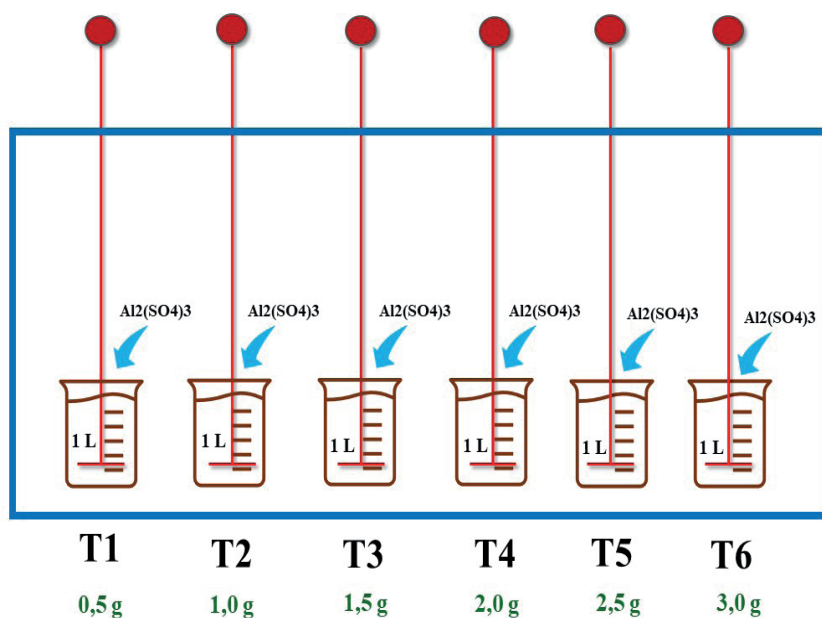 Al2(SO4)3 Al2(SO4)3 Al2(SO4)3 Al2(SO4)3 Al2(SO4)3 Al2(SO4)3
1 L 1 L 1 L 1 L 1 L 1 L
T1 T2 T3 T4 T5 T6
0,5 g 1,0 g 1,5 g 2,0 g 2,5 g 3,0 g